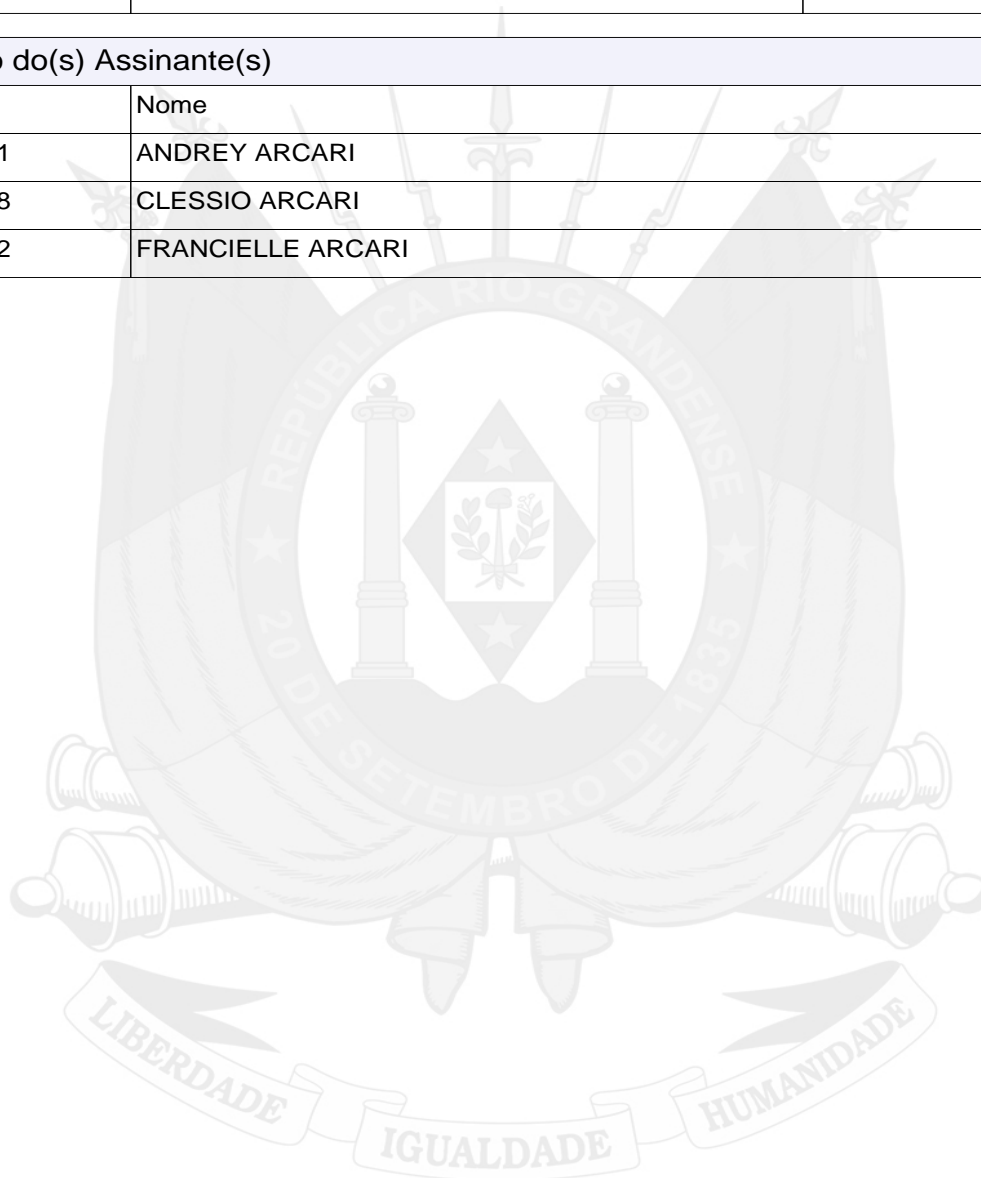 o do(s) Assinante(s)
Nome
1 ANDREY ARCARI
8 CLESSIO ARCARI
2 FRANCIELLE ARCARI
REPÚBLICA RIO-GRANDENSE
★ 20 DE SETEMBRO DE 1835 ★
LIBERDADE IGUALDADE HUMANIDADE